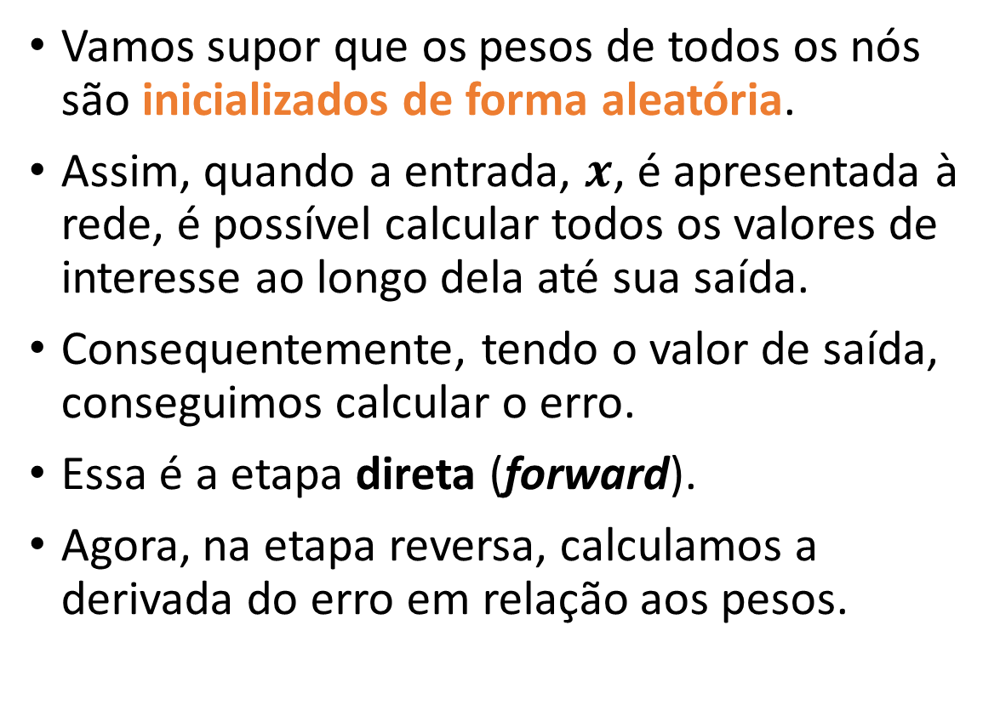 • Vamos supor que os pesos de todos os nós
são inicializados de forma aleatória.
• Assim, quando a entrada, 𝒙, é apresentada à
rede, é possível calcular todos os valores de
interesse ao longo dela até sua saída.
• Consequentemente, tendo o valor de saída,
conseguimos calcular o erro.
• Essa é a etapa direta (forward).
• Agora, na etapa reversa, calculamos a
derivada do erro em relação aos pesos.